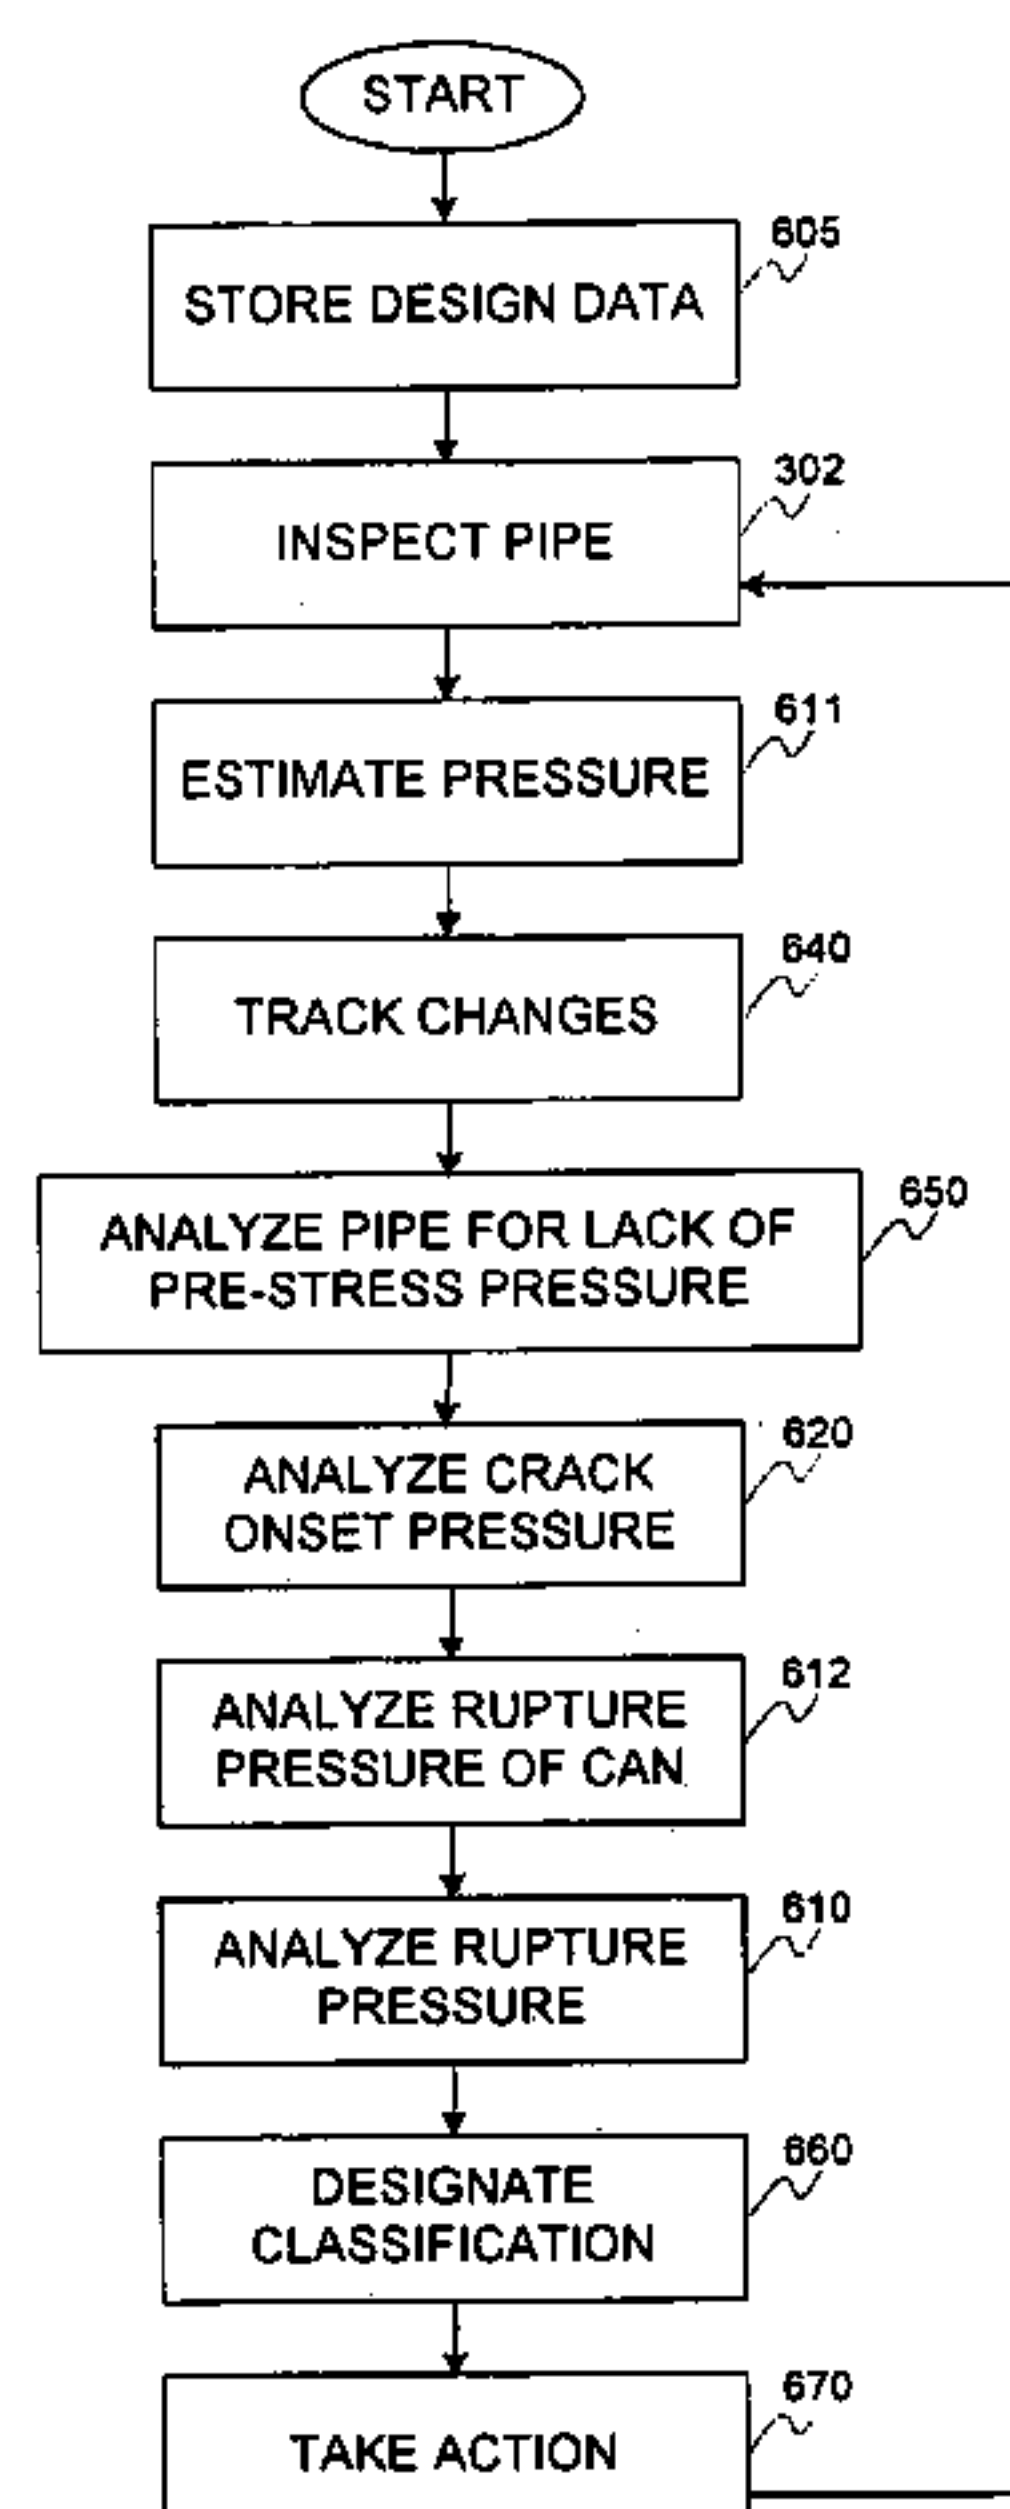 START
605
STORE DESIGN DATA
302
INSPECT PIPE
611
ESTIMATE PRESSURE
640
TRACK CHANGES
650
ANALYZE PIPE FOR LACK OF
PRE-STRESS PRESSURE
620
ANALYZE CRACK
ONSET PRESSURE
612
ANALYZE RUPTURE
PRESSURE OF CAN
610
ANALYZE RUPTURE
PRESSURE
660
DESIGNATE
CLASSIFICATION
670
TAKE ACTION